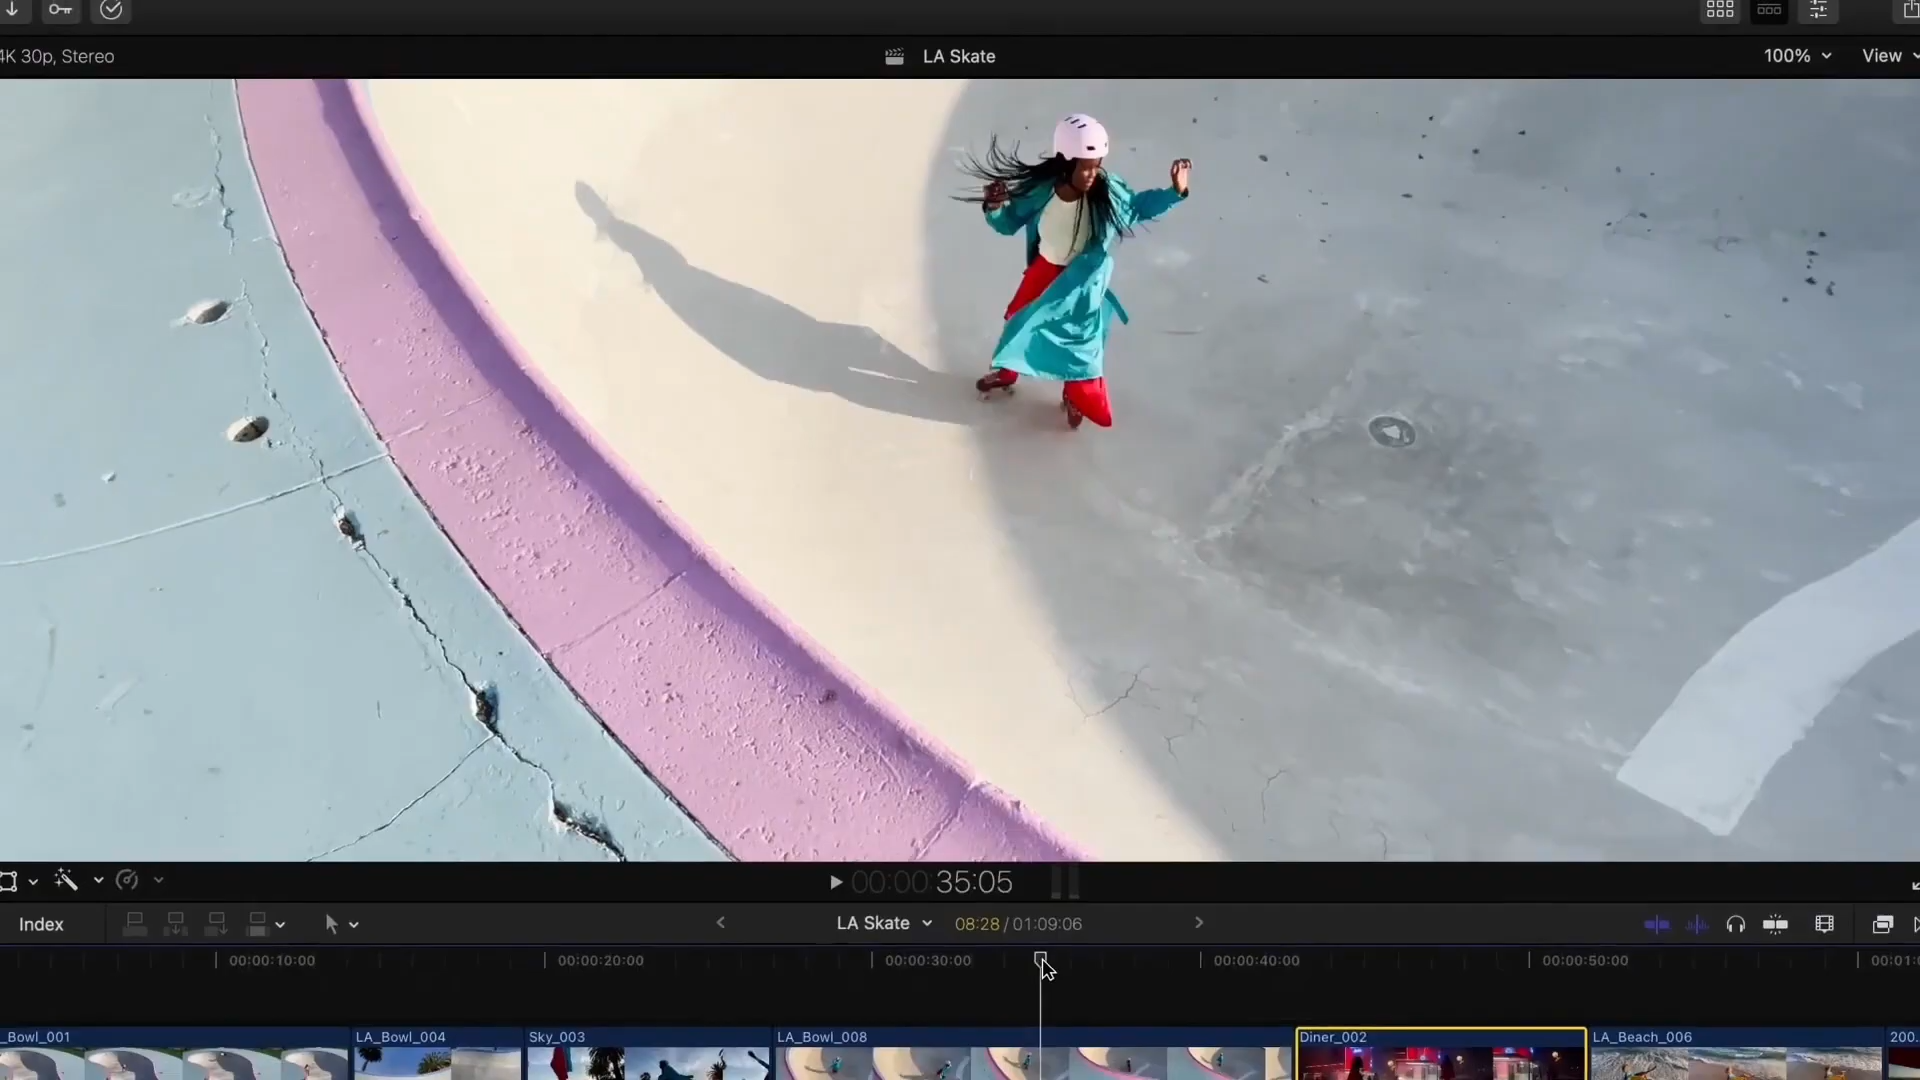 4K 30p, Stereo
LA Skate
100%
View
00:00:35:05
Index
LA Skate
08:28 / 01:09:06
00:00:10:00
00:00:20:00
00:00:30:00
00:00:40:00
00:00:50:00
00:01:0
_Bowl_001
LA_Bowl_004
Sky_003
LA_Bowl_008
Diner_002
LA_Beach_006
200...